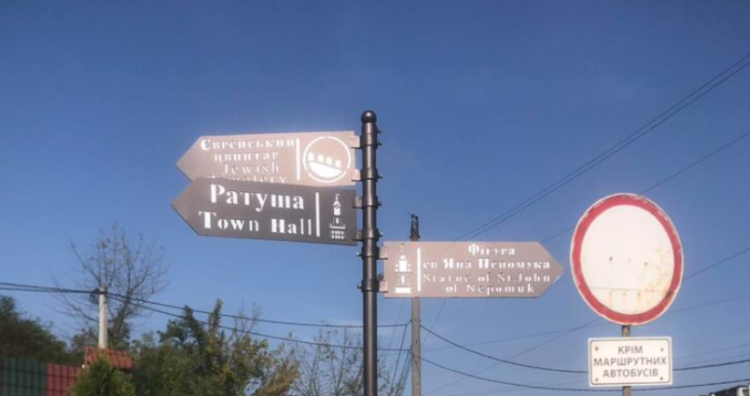 Єврейський
цвинтар
Jewish
Cemetery
Ратуша
Town Hall
Фігура
св Яна Непомука
Statue of St.John
of Nepomuk
КРІМ
МАРШРУТНИХ
АВТОБУСІВ